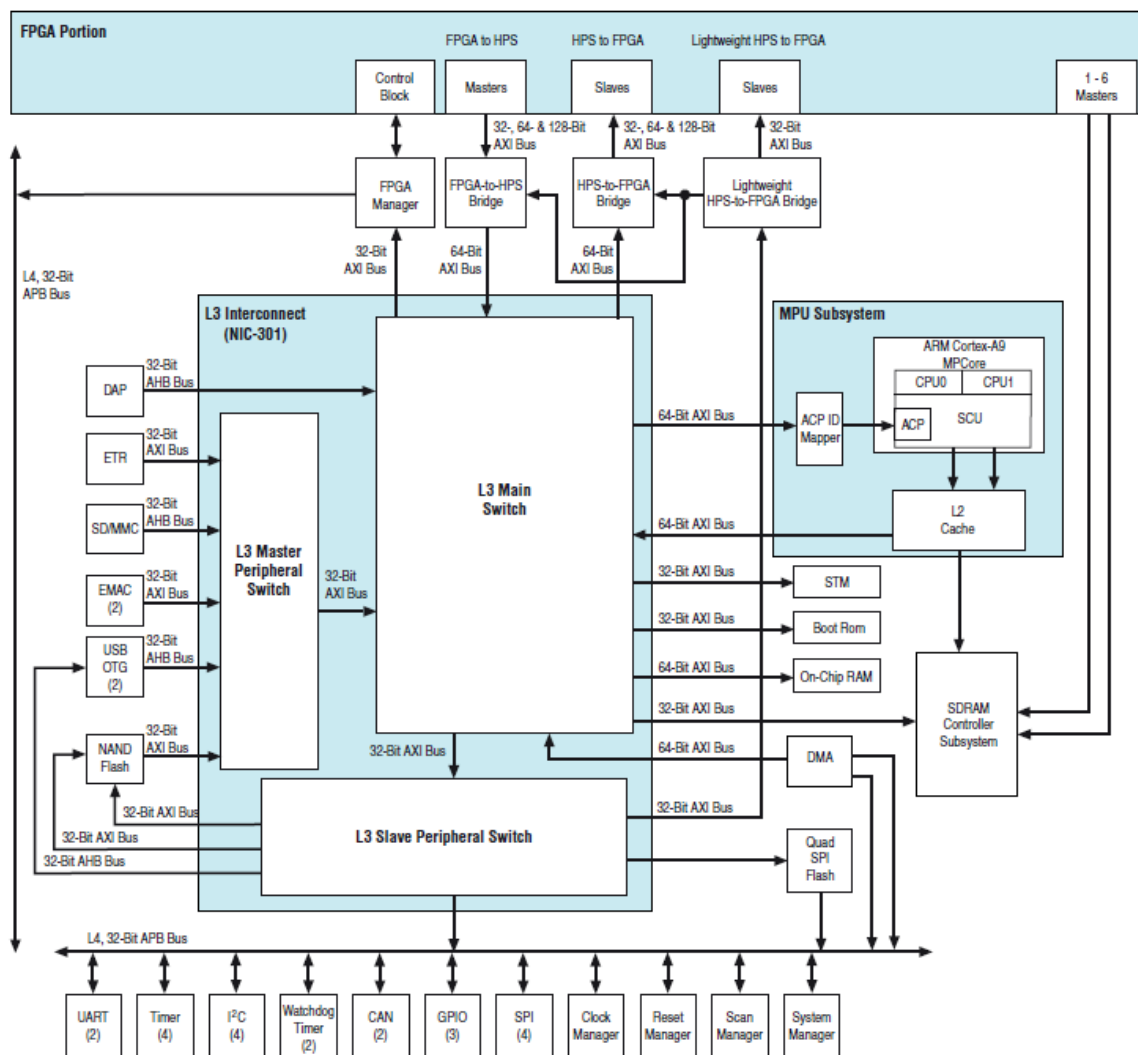 FPGA Portion
FPGA to HPS
HPS to FPGA
Lightweight HPS to FPGA
Control
Block
Masters
Slaves
Slaves
1 - 6
Masters
32-, 64- & 128-Bit
AXI Bus
32-, 64- & 128-Bit
AXI Bus
32-Bit
AXI Bus
FPGA
Manager
FPGA-to-HPS
Bridge
HPS-to-FPGA
Bridge
Lightweight
HPS-to-FPGA Bridge
32-Bit
AXI Bus
64-Bit
AXI Bus
64-Bit
AXI Bus
L4, 32-Bit
APB Bus
L3 Interconnect
(NIC-301)
MPU Subsystem
ARM Cortex-A9
MPCore
CPU0
CPU1
ACP
SCU
ACP ID
Mapper
64-Bit AXI Bus
L2
Cache
64-Bit AXI Bus
DAP
32-Bit
AHB Bus
ETR
32-Bit
AXI Bus
SD/MMC
32-Bit
AHB Bus
EMAC
(2)
32-Bit
AXI Bus
USB
OTG
(2)
32-Bit
AHB Bus
NAND
Flash
32-Bit
AXI Bus
L3 Master
Peripheral
Switch
32-Bit
AXI Bus
L3 Main
Switch
32-Bit AXI Bus
STM
32-Bit AXI Bus
Boot Rom
64-Bit AXI Bus
On-Chip RAM
32-Bit AXI Bus
SDRAM
Controller
Subsystem
64-Bit AXI Bus
DMA
32-Bit AXI Bus
32-Bit AXI Bus
32-Bit AXI Bus
32-Bit AXI Bus
32-Bit AHB Bus
L3 Slave Peripheral Switch
Quad
SPI
Flash
L4, 32-Bit APB Bus
UART
(2)
Timer
(4)
I²C
(4)
Watchdog
Timer
(2)
CAN
(2)
GPIO
(3)
SPI
(4)
Clock
Manager
Reset
Manager
Scan
Manager
System
Manager